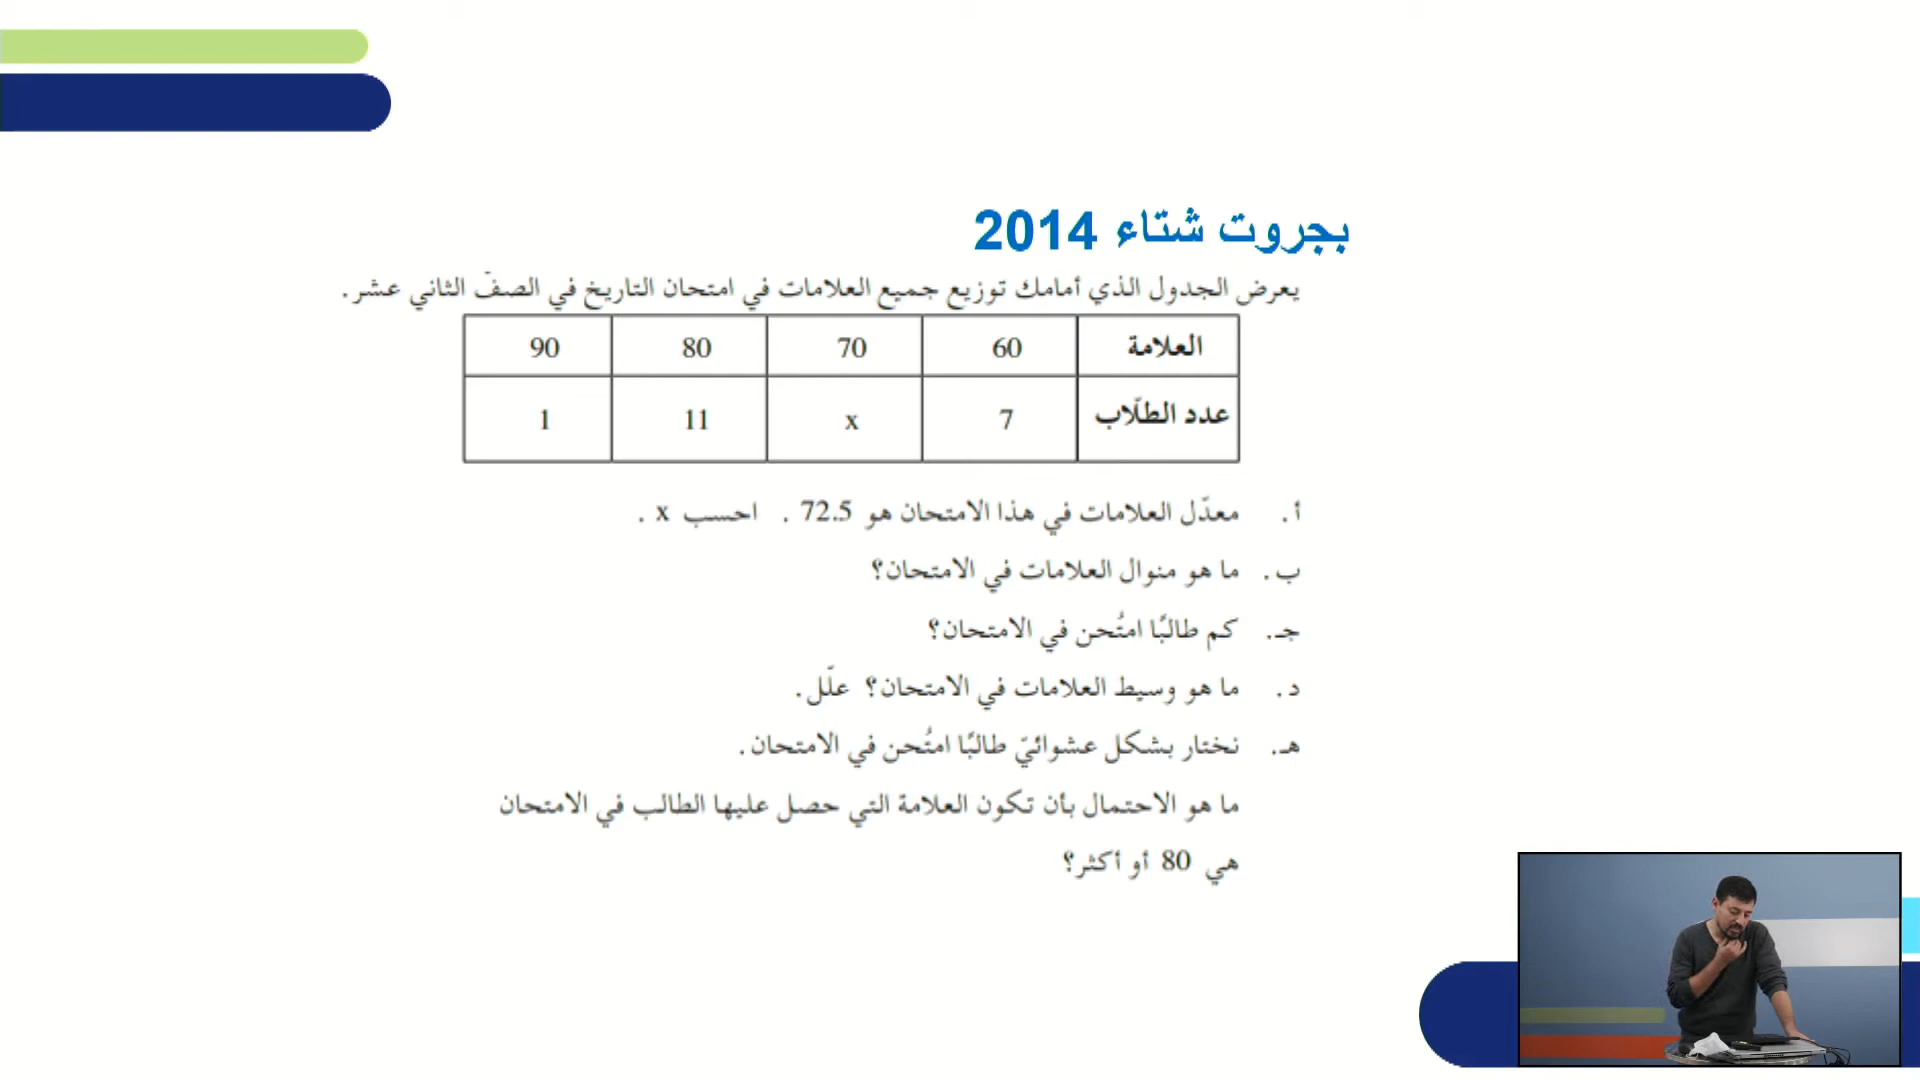 بجروت شتاء 2014
يعرض الجدول الذي أمامك توزيع جميع العلامات في امتحان التاريخ في الصفّ الثاني عشر.
العلامة 60 70 80 90
عدد الطلّاب 7 x 11 1
أ. معدّل العلامات في هذا الامتحان هو 72.5 . احسب x .
ب. ما هو منوال العلامات في الامتحان؟
جـ. كم طالبًا امتُحن في الامتحان؟
د. ما هو وسيط العلامات في الامتحان؟ علّل.
هـ. نختار بشكل عشوائيّ طالبًا امتُحن في الامتحان.
ما هو الاحتمال بأن تكون العلامة التي حصل عليها الطالب في الامتحان
هي 80 أو أكثر؟